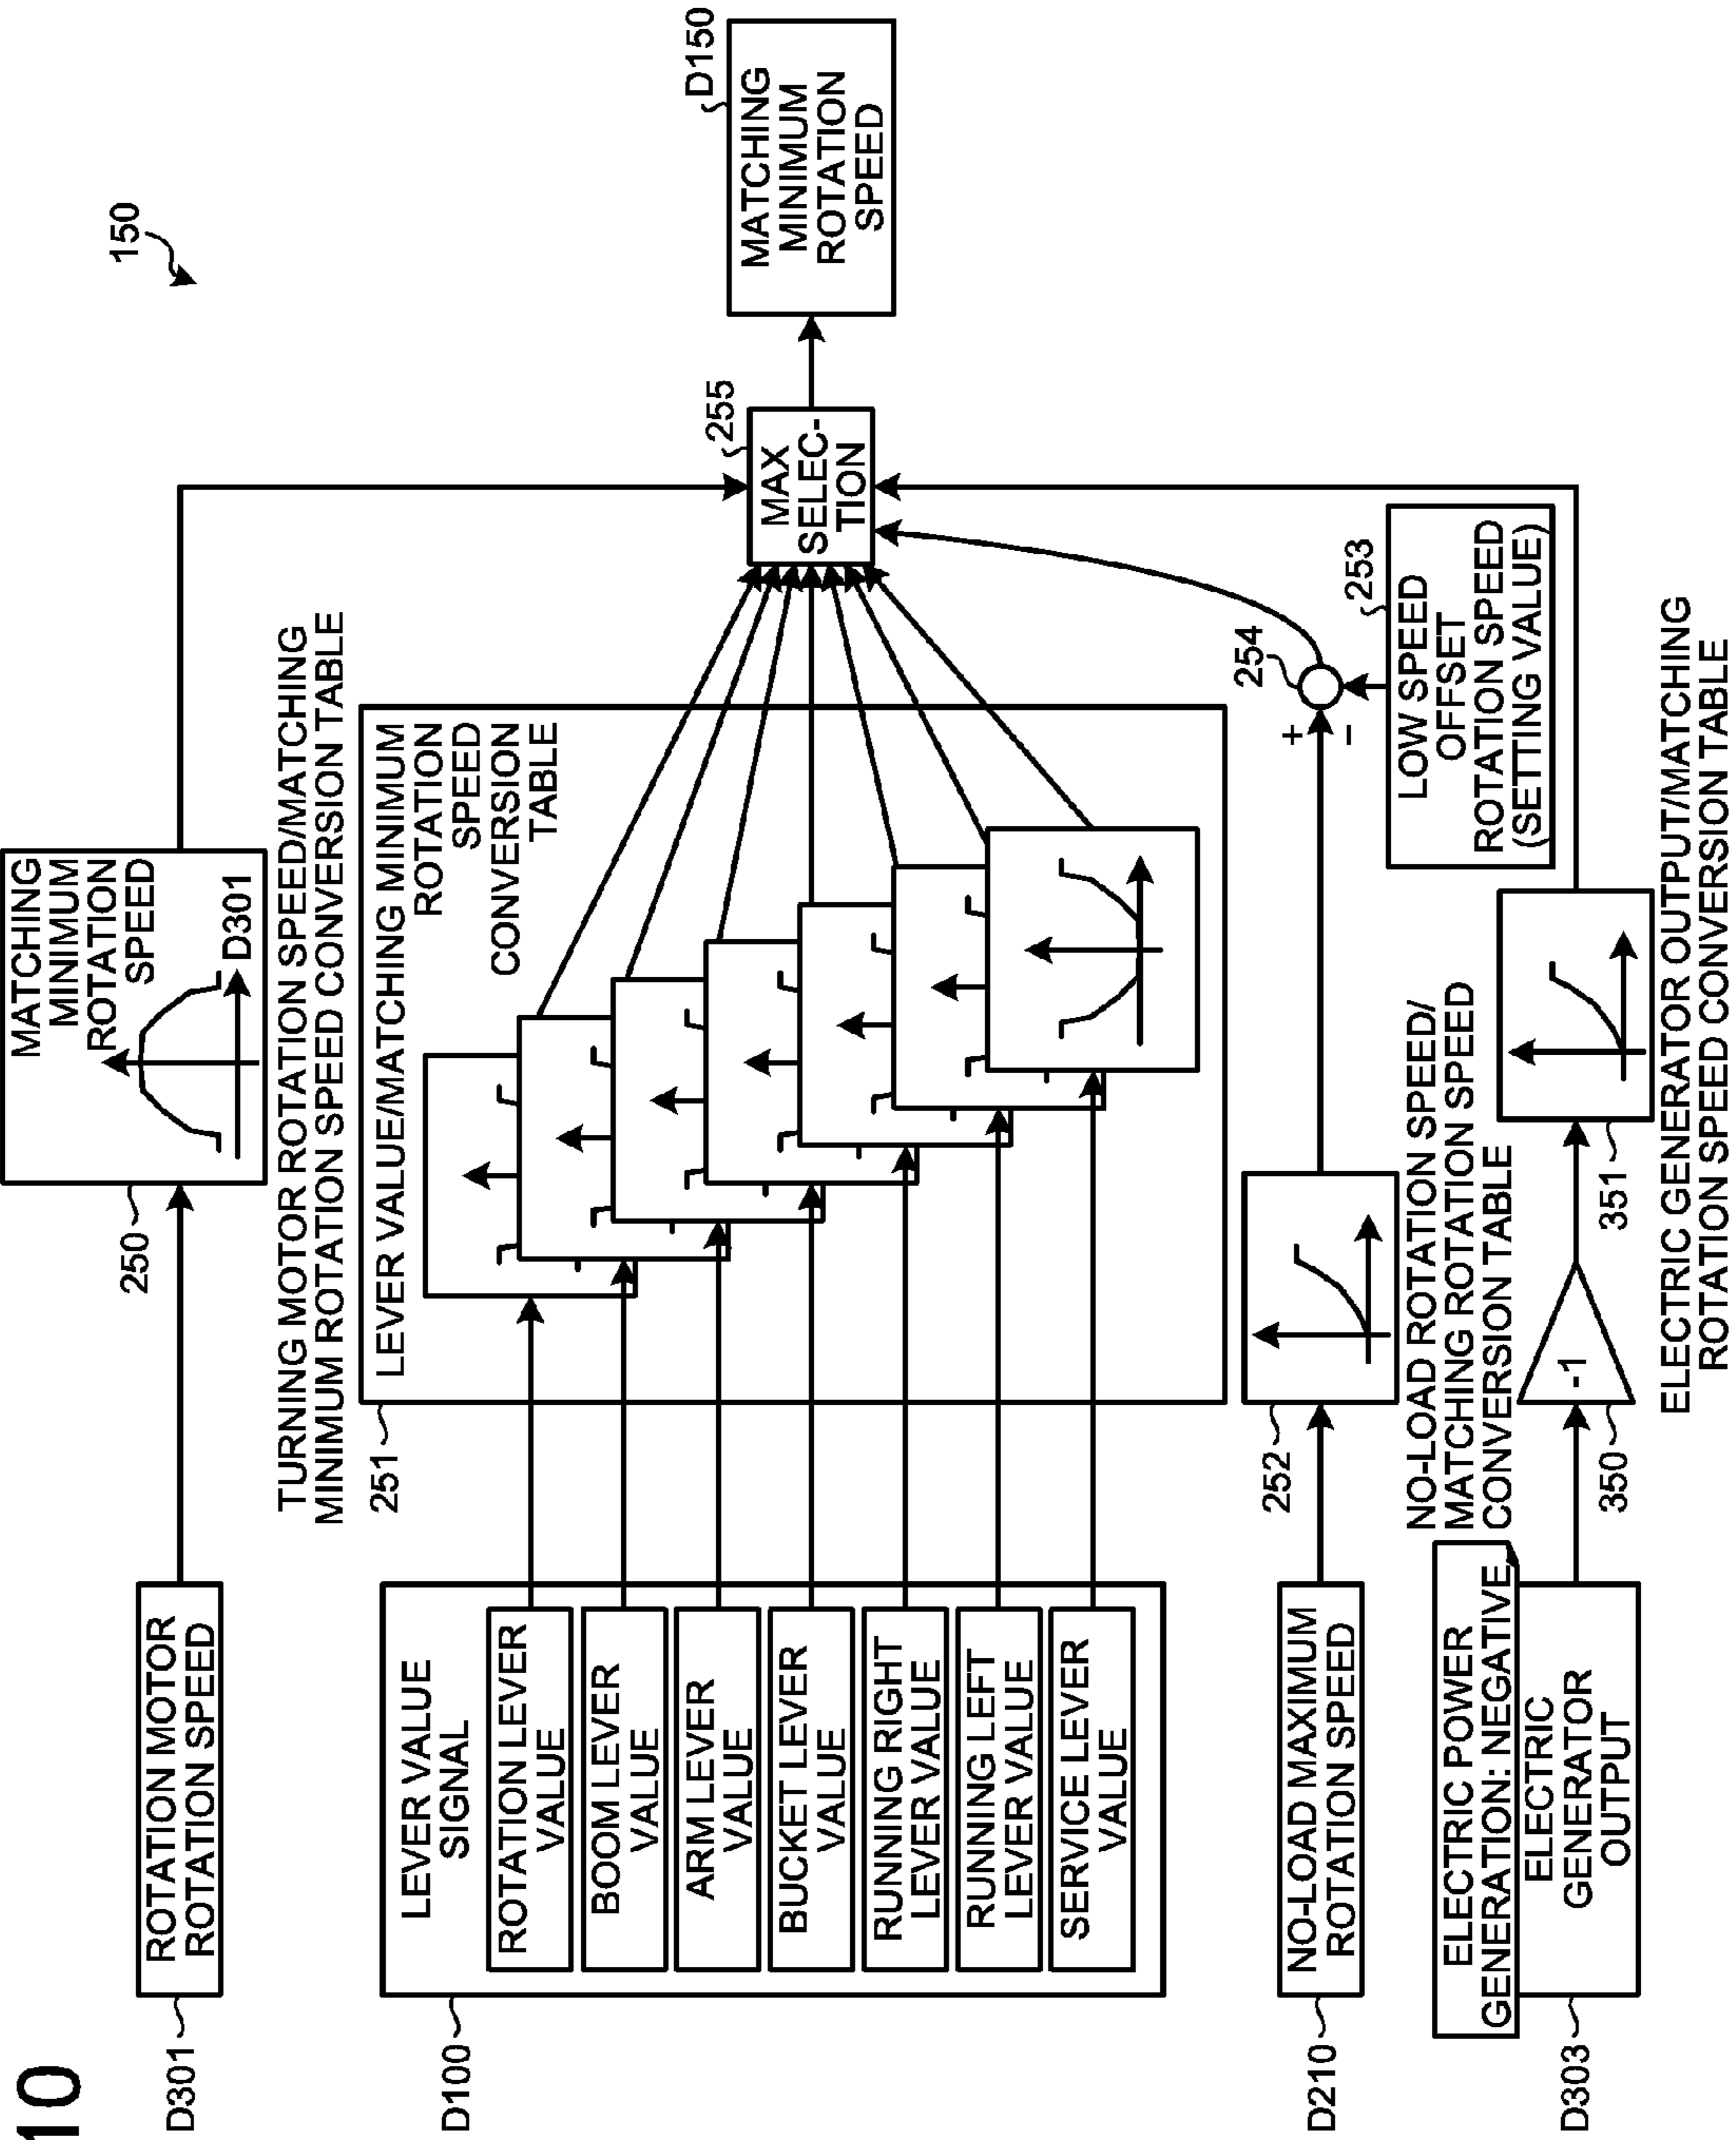 10
150
D301
ROTATION MOTOR
ROTATION SPEED
250
MATCHING
MINIMUM
ROTATION
SPEED
D301
TURNING MOTOR ROTATION SPEED/MATCHING
MINIMUM ROTATION SPEED CONVERSION TABLE
D100
LEVER VALUE
SIGNAL
ROTATION LEVER
VALUE
BOOM LEVER
VALUE
ARM LEVER
VALUE
BUCKET LEVER
VALUE
RUNNING RIGHT
LEVER VALUE
RUNNING LEFT
LEVER VALUE
SERVICE LEVER
VALUE
251
LEVER VALUE/MATCHING MINIMUM
ROTATION
SPEED
CONVERSION
TABLE
255
MAX
SELEC-
TION
D150
MATCHING
MINIMUM
ROTATION
SPEED
D210
NO-LOAD MAXIMUM
ROTATION SPEED
252
NO-LOAD ROTATION SPEED/
MATCHING ROTATION SPEED
CONVERSION TABLE
+
-
254
253
LOW SPEED
OFFSET
ROTATION SPEED
(SETTING VALUE)
ELECTRIC POWER
GENERATION: NEGATIVE
D303
ELECTRIC
GENERATOR
OUTPUT
-1
350
351
ELECTRIC GENERATOR OUTPUT/MATCHING
ROTATION SPEED CONVERSION TABLE